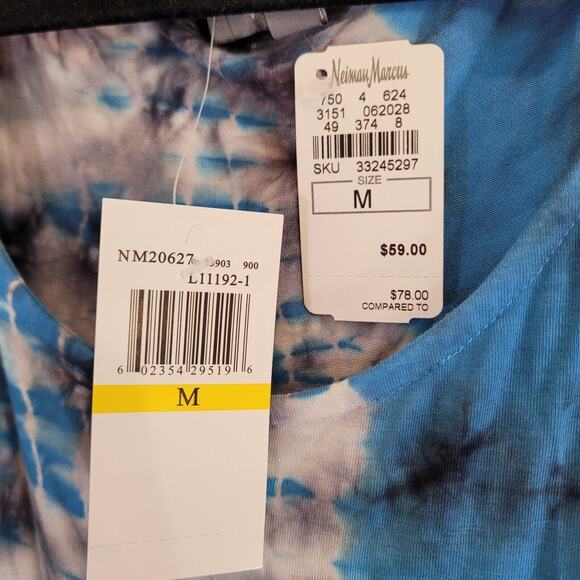 Neiman Marcus
750 4 624
3151 062028
49 374 8
SKU 33245297
SIZE
M
$59.00
$78.00
COMPARED TO
NM20627 3903 900
L11192-1
6 02354 29519 6
M